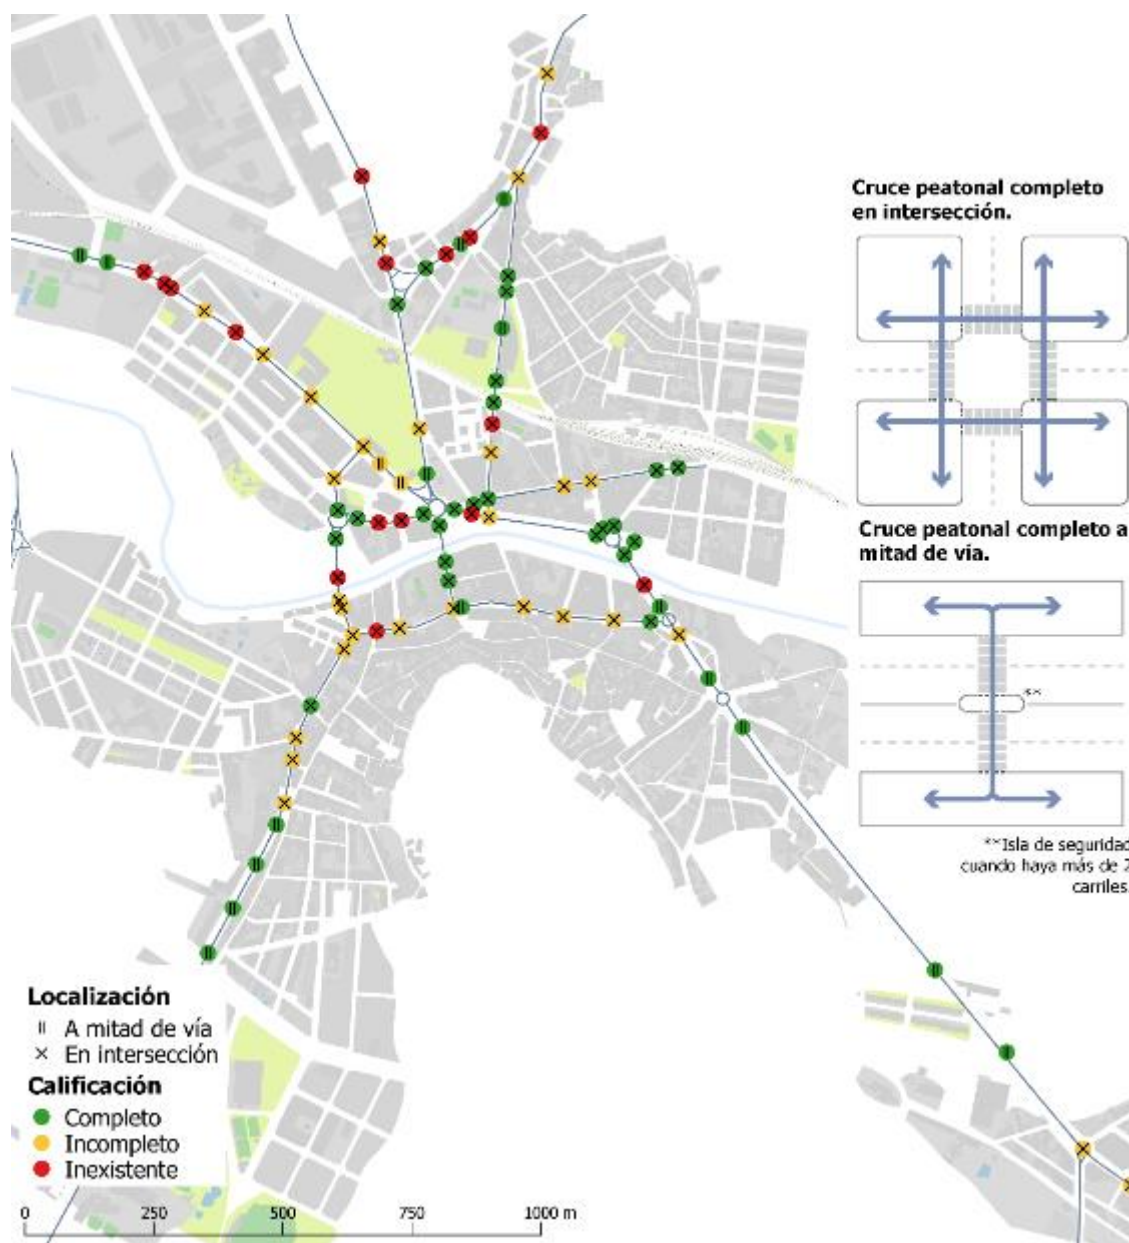 Cruce peatonal completo
en intersección.
Cruce peatonal completo a
mitad de vía.
**
**Isla de seguridad
cuando haya más de 2
carriles.
Localización
A mitad de vía
En intersección
Calificación
Completo
Incompleto
Inexistente
0 250 500 750 1000 m